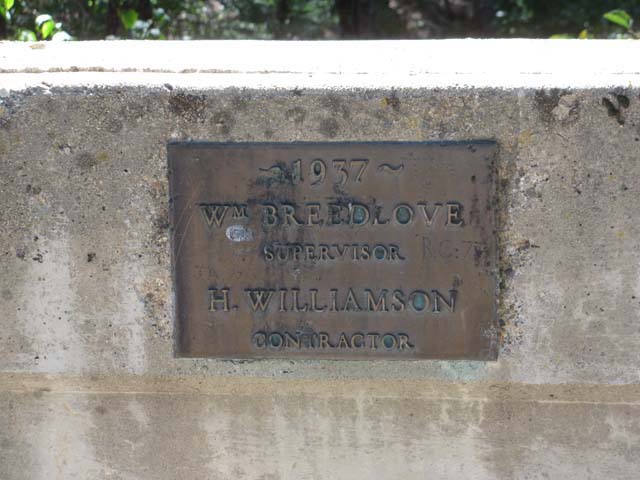 ~ 1937 ~
WM BREEDLOVE
SUPERVISOR
H. WILLIAMSON
CONTRACTOR